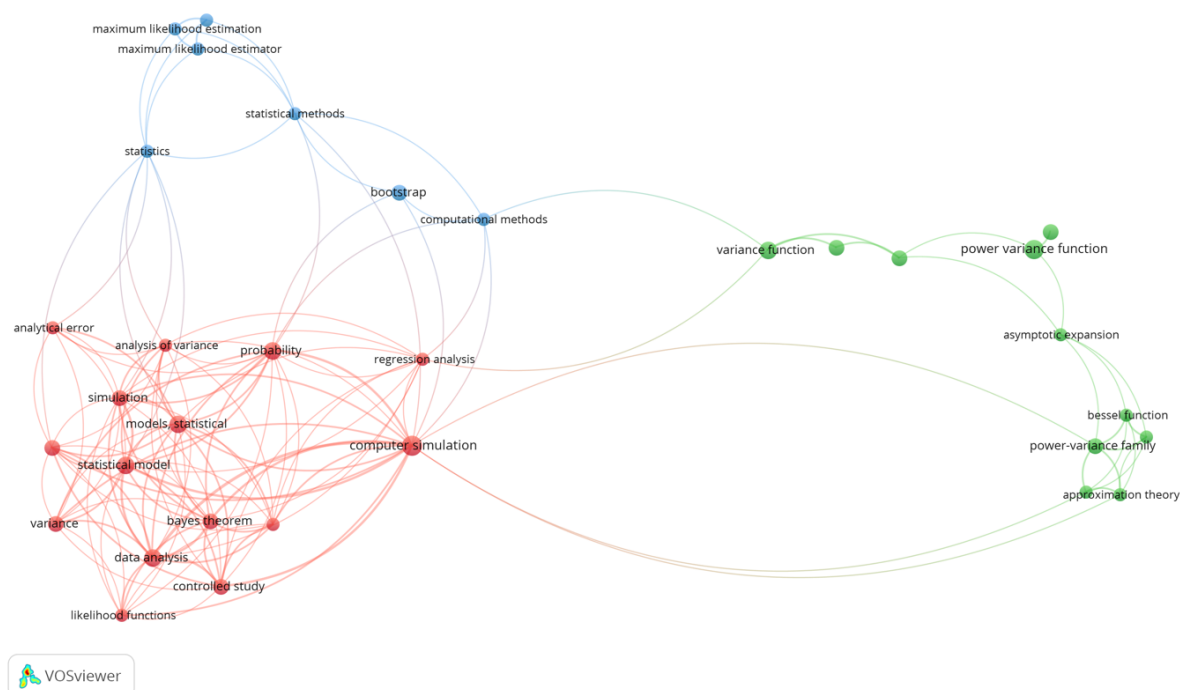 maximum likelihood estimation
maximum likelihood estimator
statistical methods
statistics
bootstrap
computational methods
variance function
power variance function
analytical error
analysis of variance
probability
regression analysis
asymptotic expansion
simulation
models, statistical
computer simulation
bessel function
power-variance family
statistical model
approximation theory
variance
bayes theorem
data analysis
controlled study
likelihood functions
VOSviewer